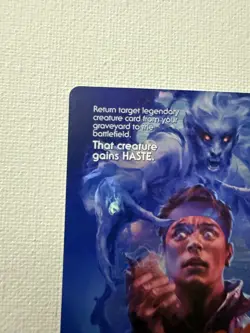 Return target legendary
creature card from your
graveyard to the
battlefield.
That creature
gains HASTE.